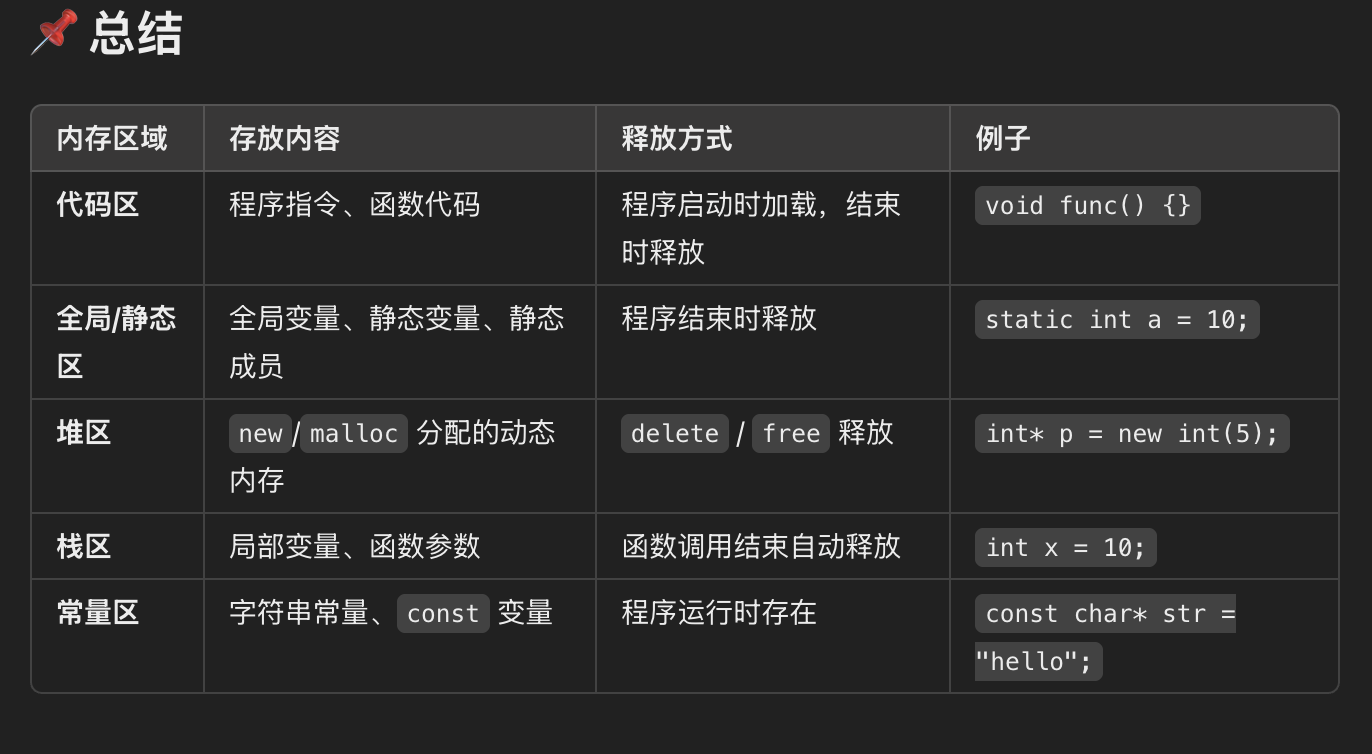 📌 总结
内存区域 存放内容 释放方式 例子
代码区 程序指令、函数代码 程序启动时加载，结束 void func() {}
时释放
全局/静态 全局变量、静态变量、静态 程序结束时释放 static int a = 10;
区 成员
堆区 new/malloc 分配的动态 delete / free 释放 int* p = new int(5);
内存
栈区 局部变量、函数参数 函数调用结束自动释放 int x = 10;
常量区 字符串常量、const 变量 程序运行时存在 const char* str =
"hello";